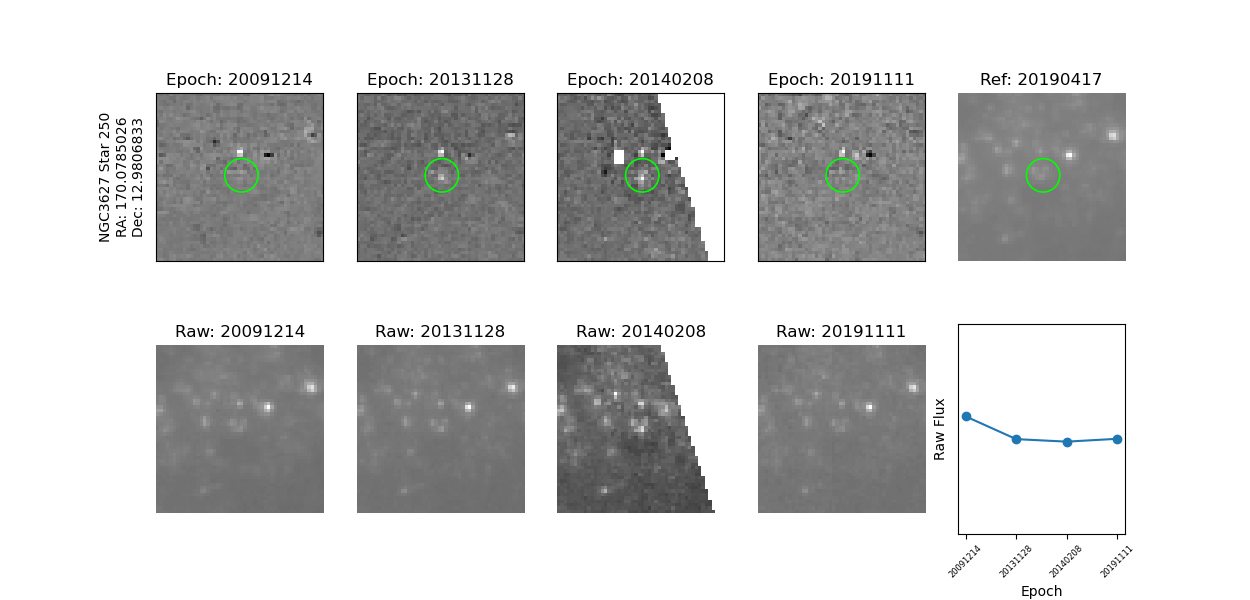 NGC3627 Star 250
RA: 170.0785026
Dec: 12.9806833
Epoch: 20091214
Epoch: 20131128
Epoch: 20140208
Epoch: 20191111
Ref: 20190417
Raw: 20091214
Raw: 20131128
Raw: 20140208
Raw: 20191111
Raw Flux
20091214
20131128
20140208
20191111
Epoch